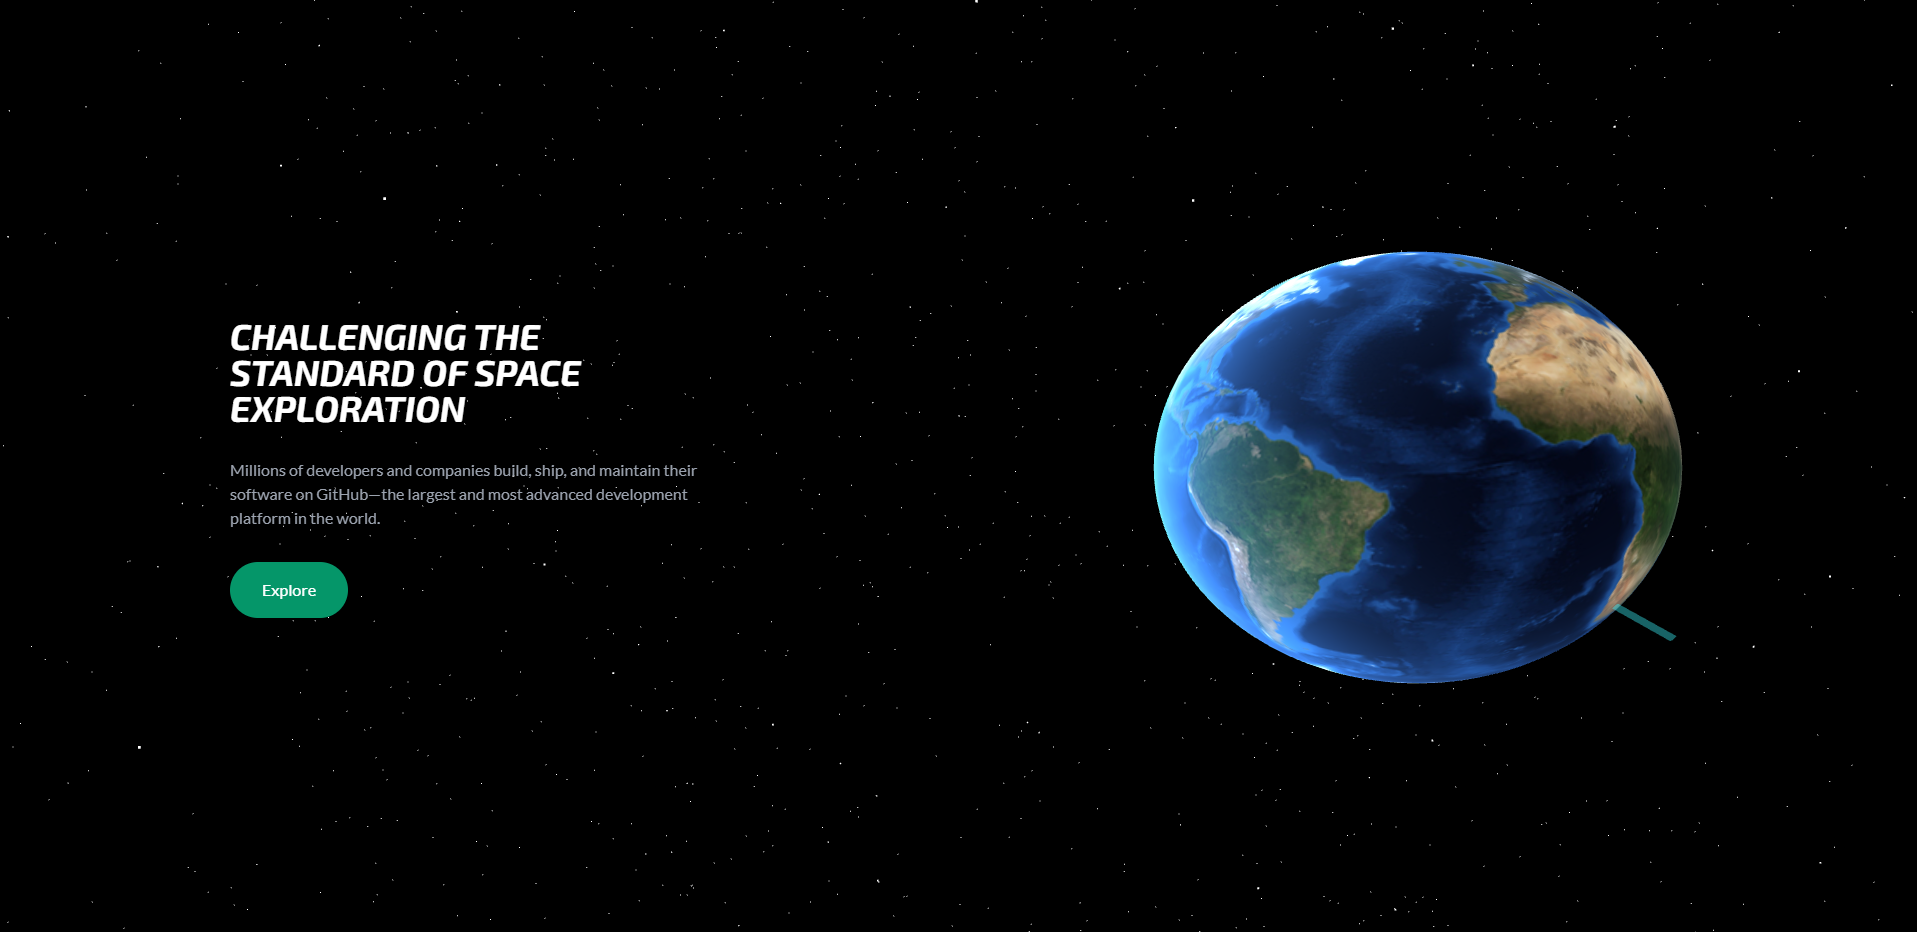 CHALLENGING THE
STANDARD OF SPACE
EXPLORATION
Millions of developers and companies build, ship, and maintain their
software on GitHub—the largest and most advanced development
platform in the world.
Explore